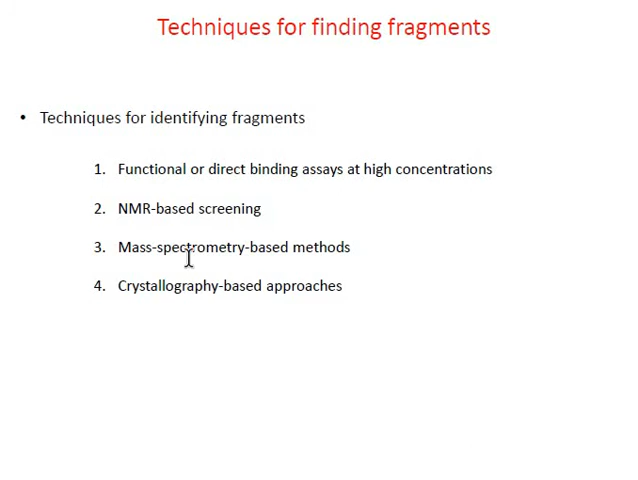 Techniques for finding fragments
• Techniques for identifying fragments
1. Functional or direct binding assays at high concentrations
2. NMR-based screening
3. Mass-spectrometry-based methods
4. Crystallography-based approaches